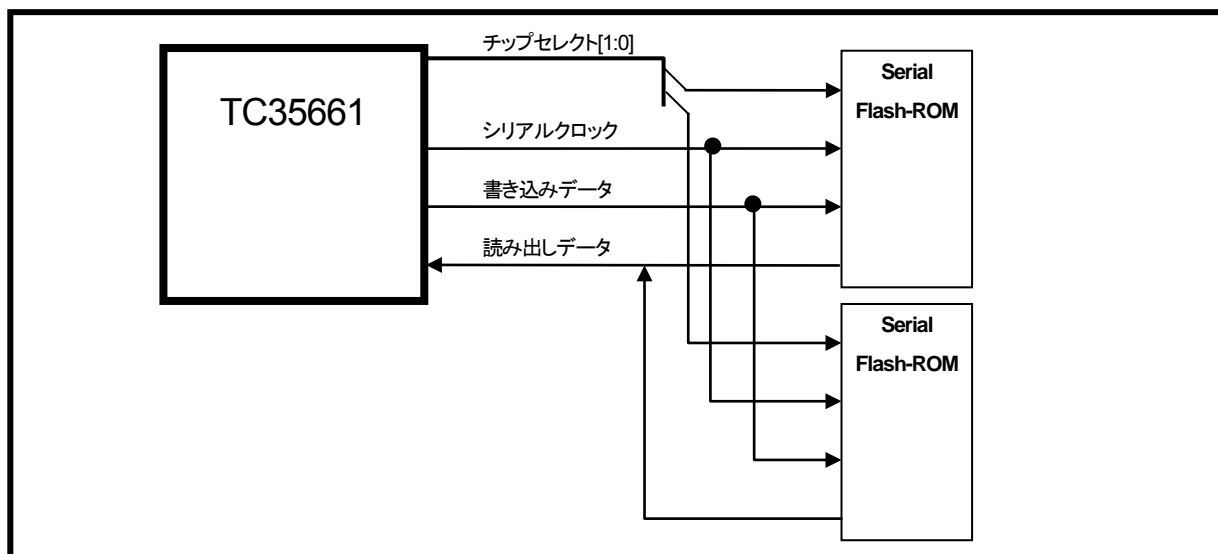 チップセレクト[1:0]
TC35661
シリアルクロック
書き込みデータ
読み出しデータ
Serial
Flash-ROM
Serial
Flash-ROM